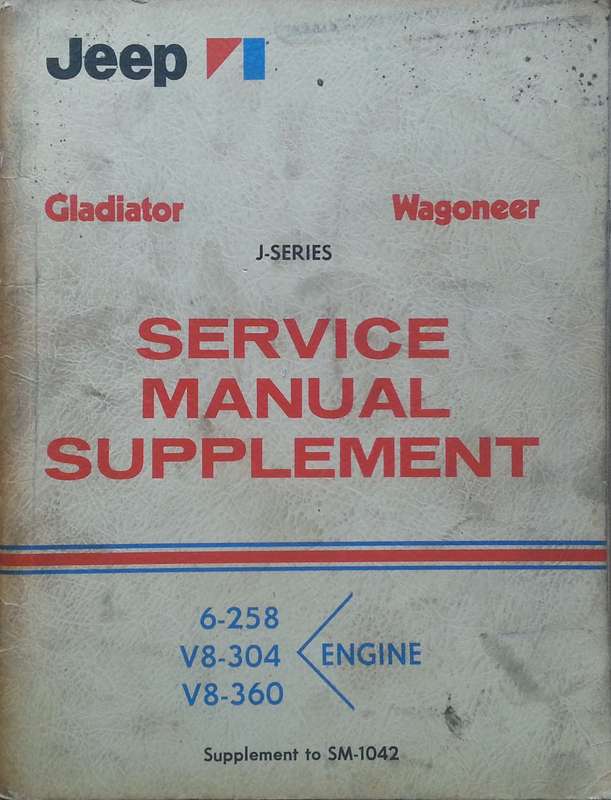 Jeep
Gladiator Wagoneer
J-SERIES
SERVICE
MANUAL
SUPPLEMENT
6-258
V8-304 ENGINE
V8-360
Supplement to SM-1042